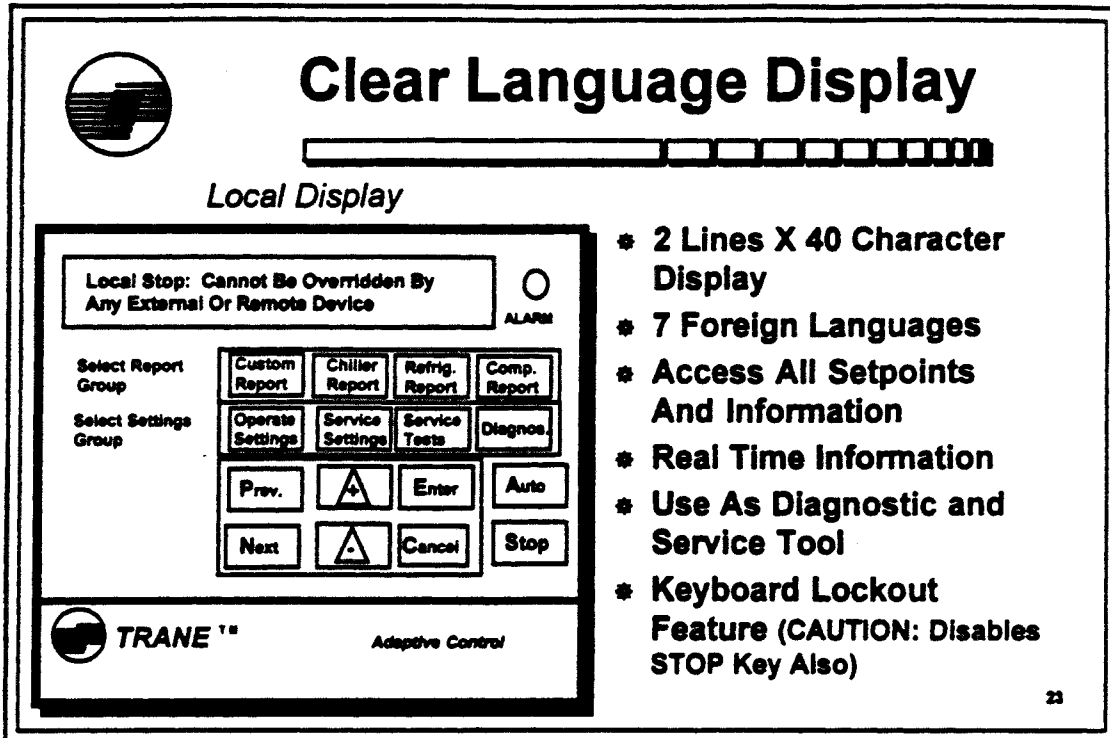 Clear Language Display
Local Display
Local Stop: Cannot Be Overridden By
Any External Or Remote Device
ALARM
Select Report
Group
Custom
Report
Chiller
Report
Refrig.
Report
Comp.
Report
Select Settings
Group
Operate
Settings
Service
Settings
Service
Tests
Diagnos.
Prev.
+
Enter
Auto
Next
-
Cancel
Stop
TRANE ™
Adaptive Control
* 2 Lines X 40 Character
Display
* 7 Foreign Languages
* Access All Setpoints
And Information
* Real Time Information
* Use As Diagnostic and
Service Tool
* Keyboard Lockout
Feature (CAUTION: Disables
STOP Key Also)
23